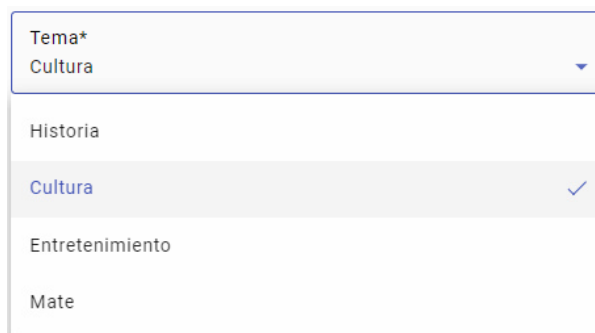 Tema*
Cultura
Historia
Cultura
Entretenimiento
Mate